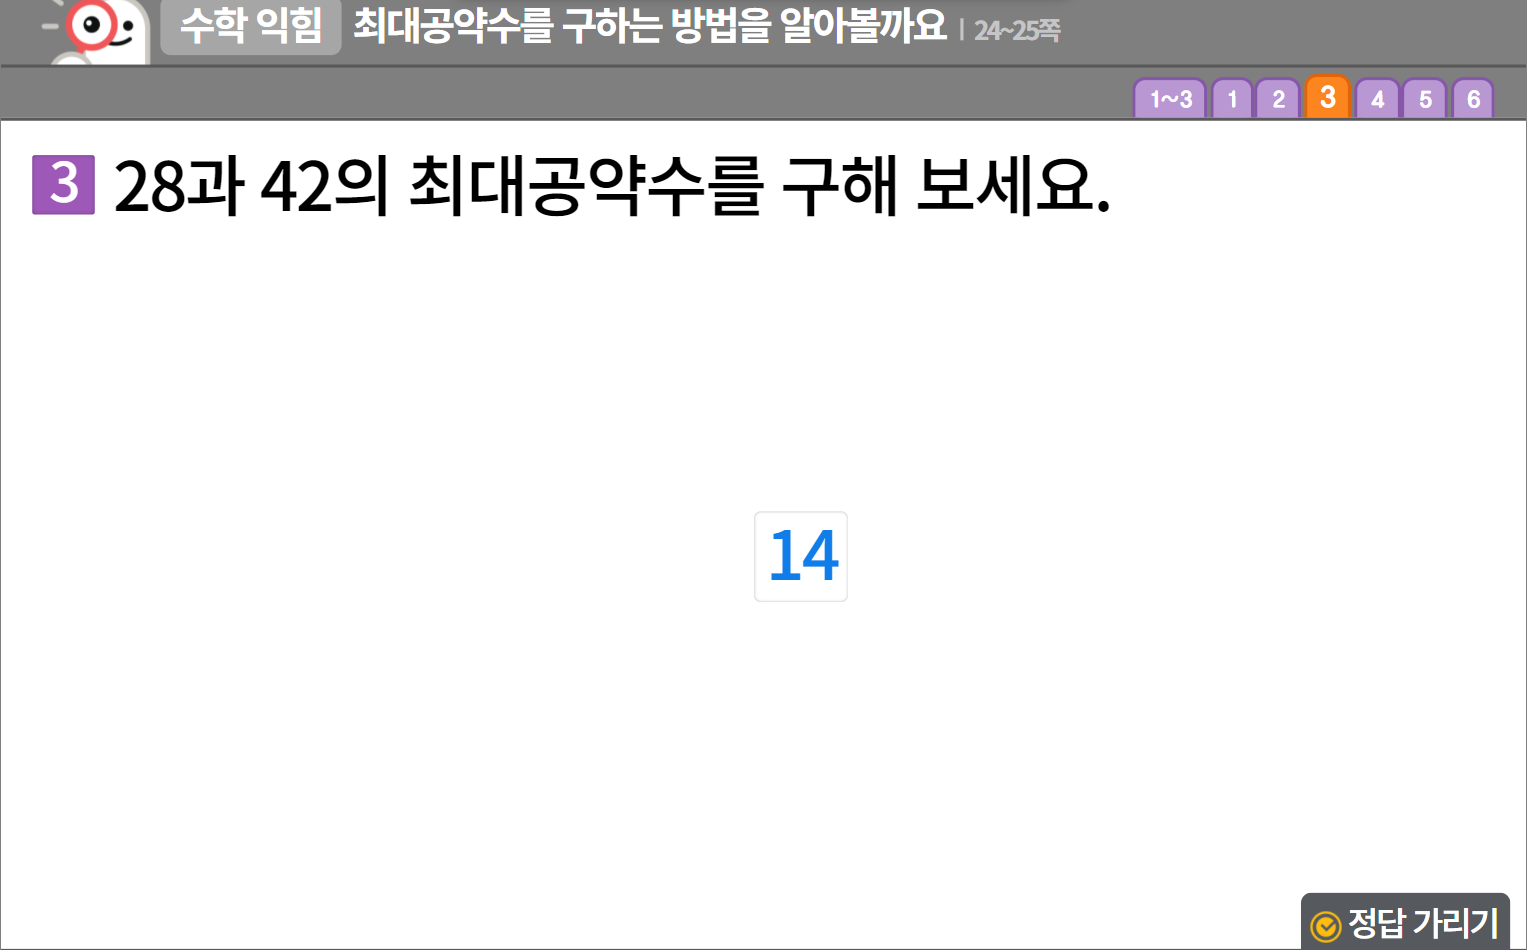 수학 익힘 최대공약수를 구하는 방법을 알아볼까요 | 24~25쪽
1~3 1 2 3 4 5 6
3 28과 42의 최대공약수를 구해 보세요.
14
정답 가리기